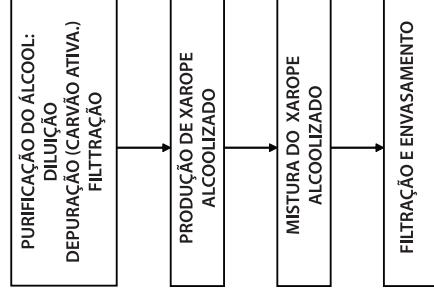 PURIFICAÇÃO DO ÁLCOOL:
DILUIÇÃO
DEPURAÇÃO (CARVÃO ATIVA.)
FILTTRAÇÃO
PRODUÇÃO DE XAROPE
ALCOOLIZADO
MISTURA DO XAROPE
ALCOOLIZADO
FILTRAÇÃO E ENVASAMENTO